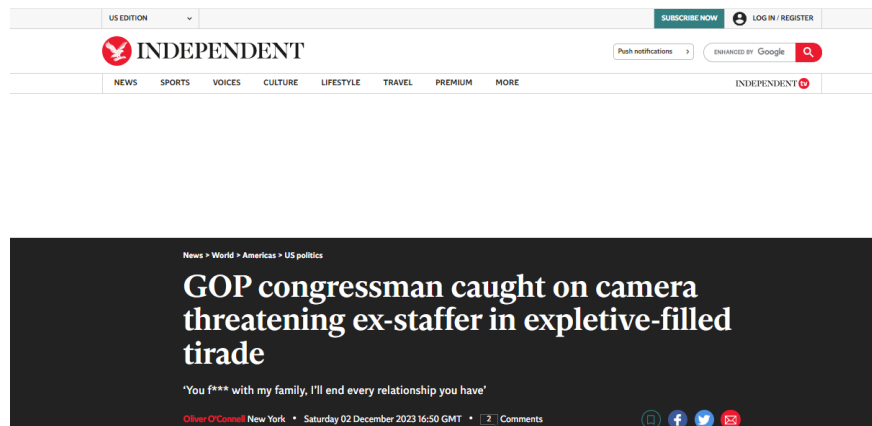 US EDITION
SUBSCRIBE NOW
LOG IN / REGISTER
INDEPENDENT
Push notifications
ENHANCED BY Google
NEWS SPORTS VOICES CULTURE LIFESTYLE TRAVEL PREMIUM MORE
INDEPENDENT tv
News > World > Americas > US politics
GOP congressman caught on camera
threatening ex-staffer in expletive-filled
tirade
‘You f*** with my family, I’ll end every relationship you have’
Oliver O'Connell New York • Saturday 02 December 2023 16:50 GMT • 2 Comments